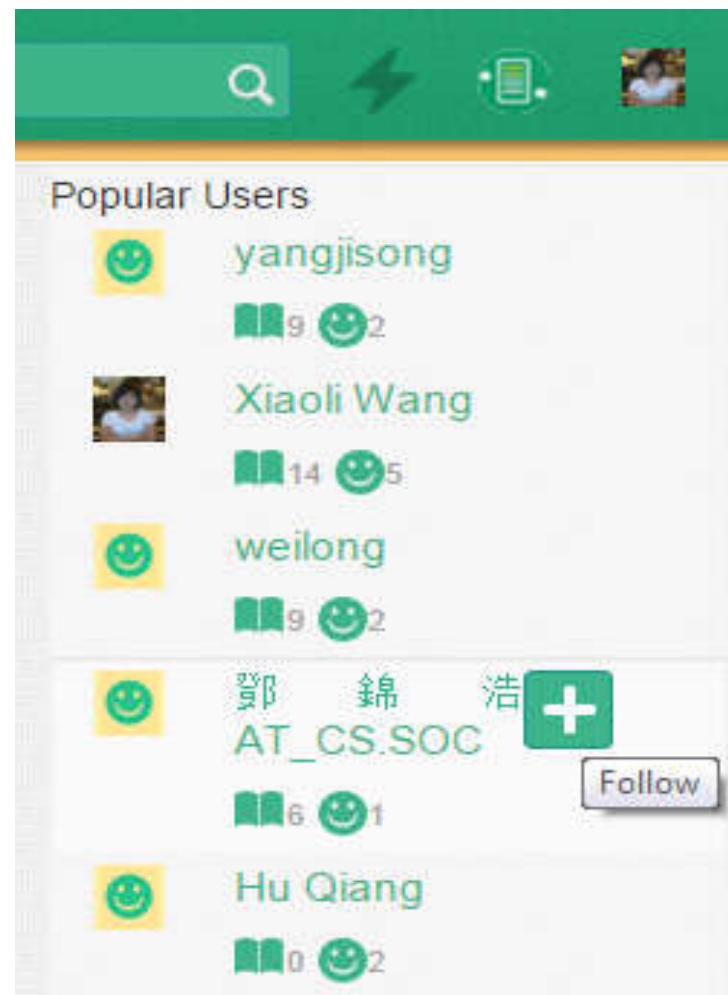 Popular Users
yangjisong
9 2
Xiaoli Wang
14 5
weilong
9 2
鄧 錦 浩
AT_CS.SOC
Follow
6 1
Hu Qiang
0 2